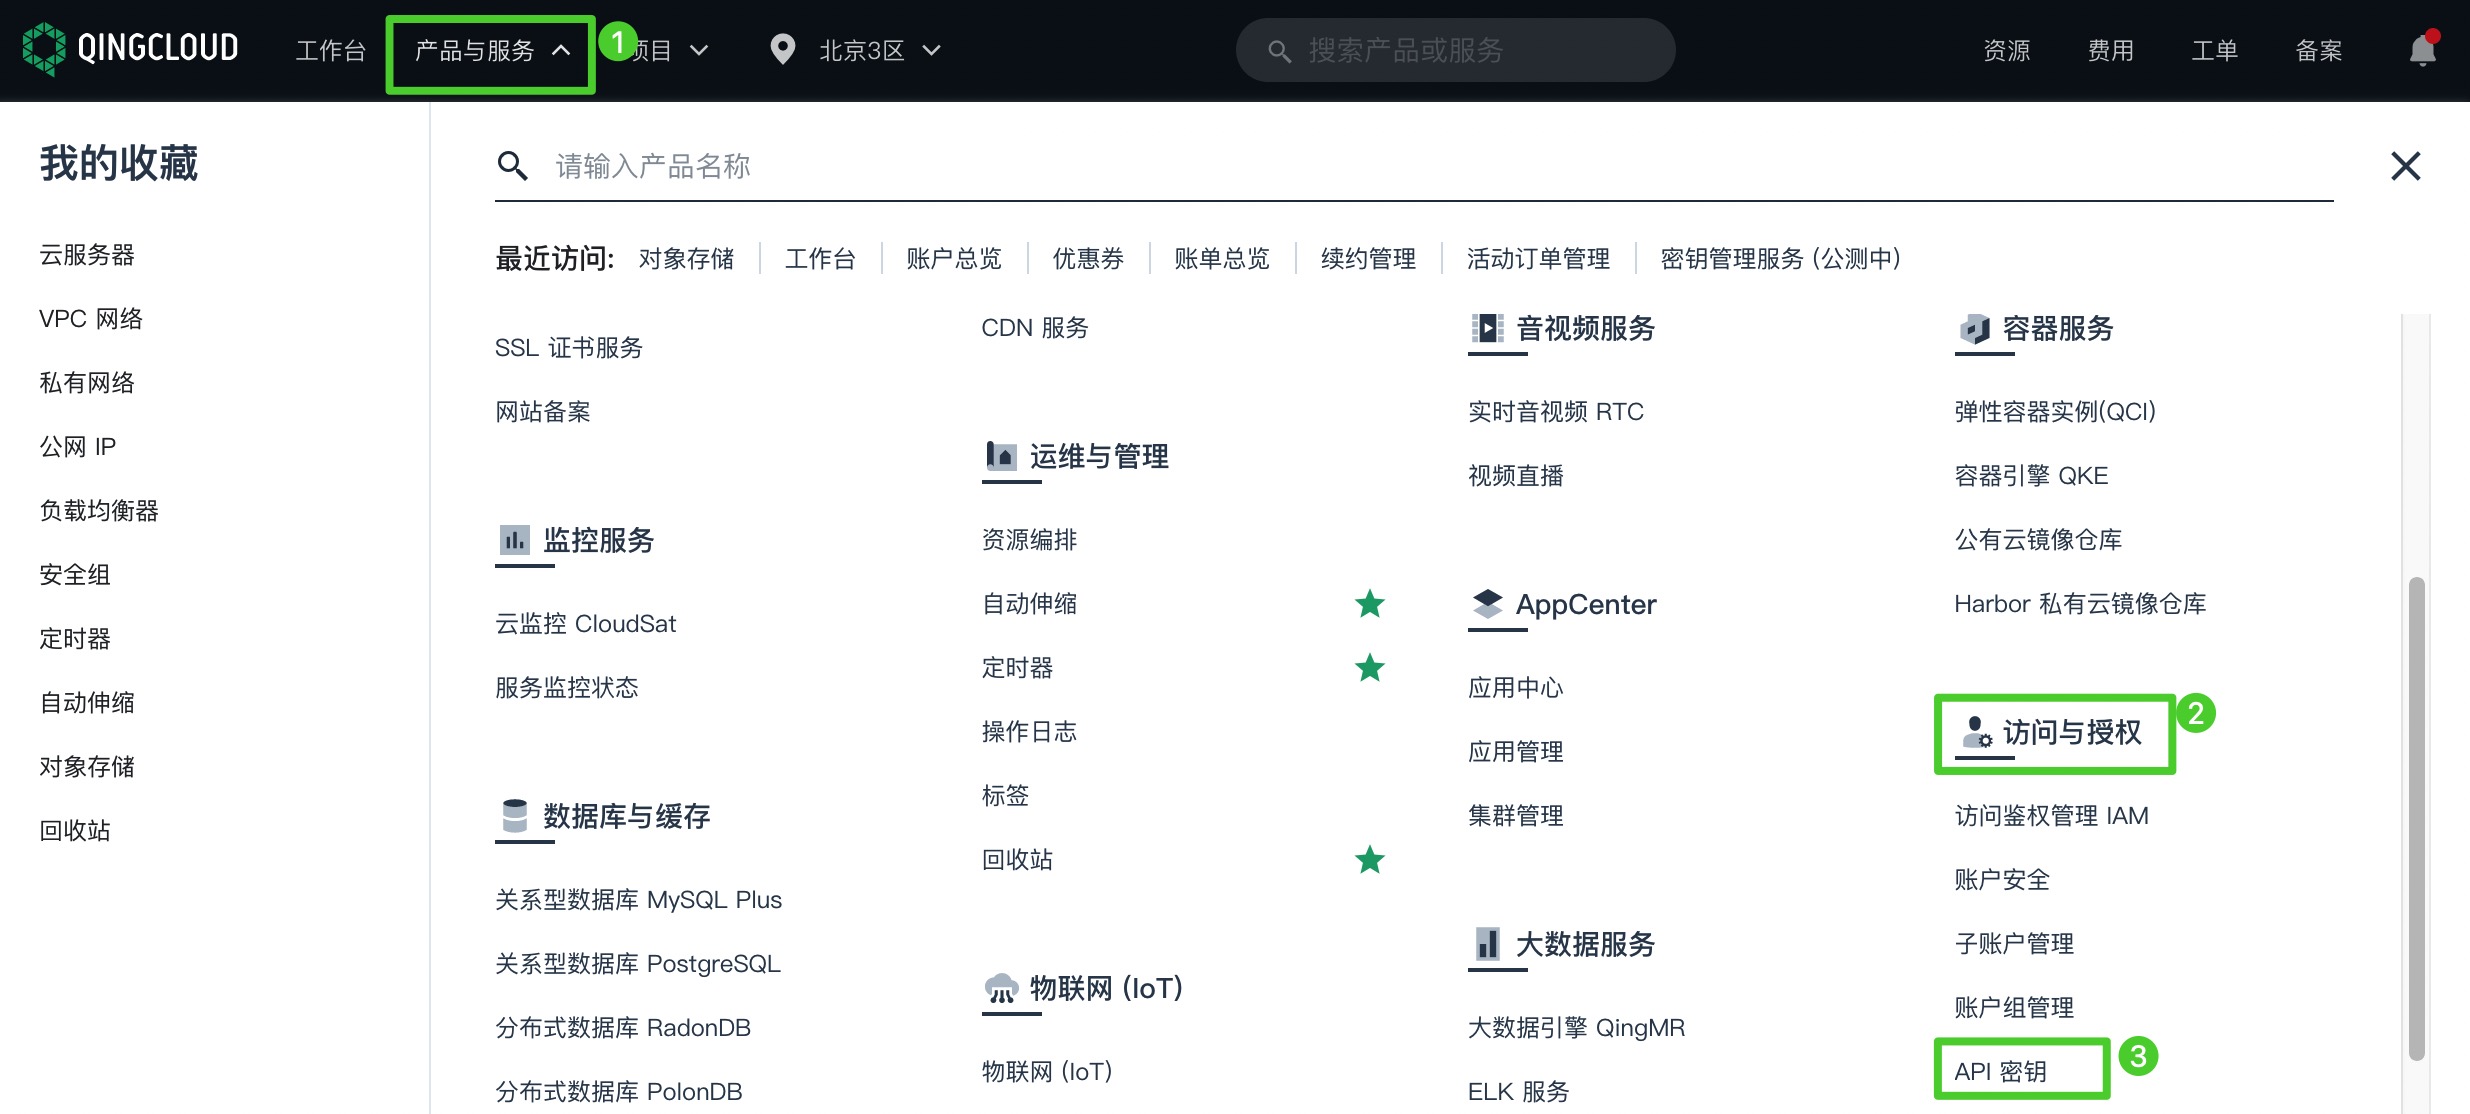 QINGCLOUD 工作台 产品与服务 1 项目 北京3区 搜索产品或服务 资源 费用 工单 备案
我的收藏
云服务器
VPC 网络
私有网络
公网 IP
负载均衡器
安全组
定时器
自动伸缩
对象存储
回收站
请输入产品名称
最近访问: 对象存储 工作台 账户总览 优惠券 账单总览 续约管理 活动订单管理 密钥管理服务 (公测中)
SSL 证书服务
网站备案
监控服务
云监控 CloudSat
服务监控状态
数据库与缓存
关系型数据库 MySQL Plus
关系型数据库 PostgreSQL
分布式数据库 RadonDB
分布式数据库 PolonDB
CDN 服务
运维与管理
资源编排
自动伸缩
定时器
操作日志
标签
回收站
物联网 (IoT)
物联网 (IoT)
音视频服务
实时音视频 RTC
视频直播
AppCenter
应用中心
应用管理
集群管理
大数据服务
大数据引擎 QingMR
ELK 服务
容器服务
弹性容器实例(QCI)
容器引擎 QKE
公有云镜像仓库
Harbor 私有云镜像仓库
访问与授权 2
访问鉴权管理 IAM
账户安全
子账户管理
账户组管理
API 密钥 3